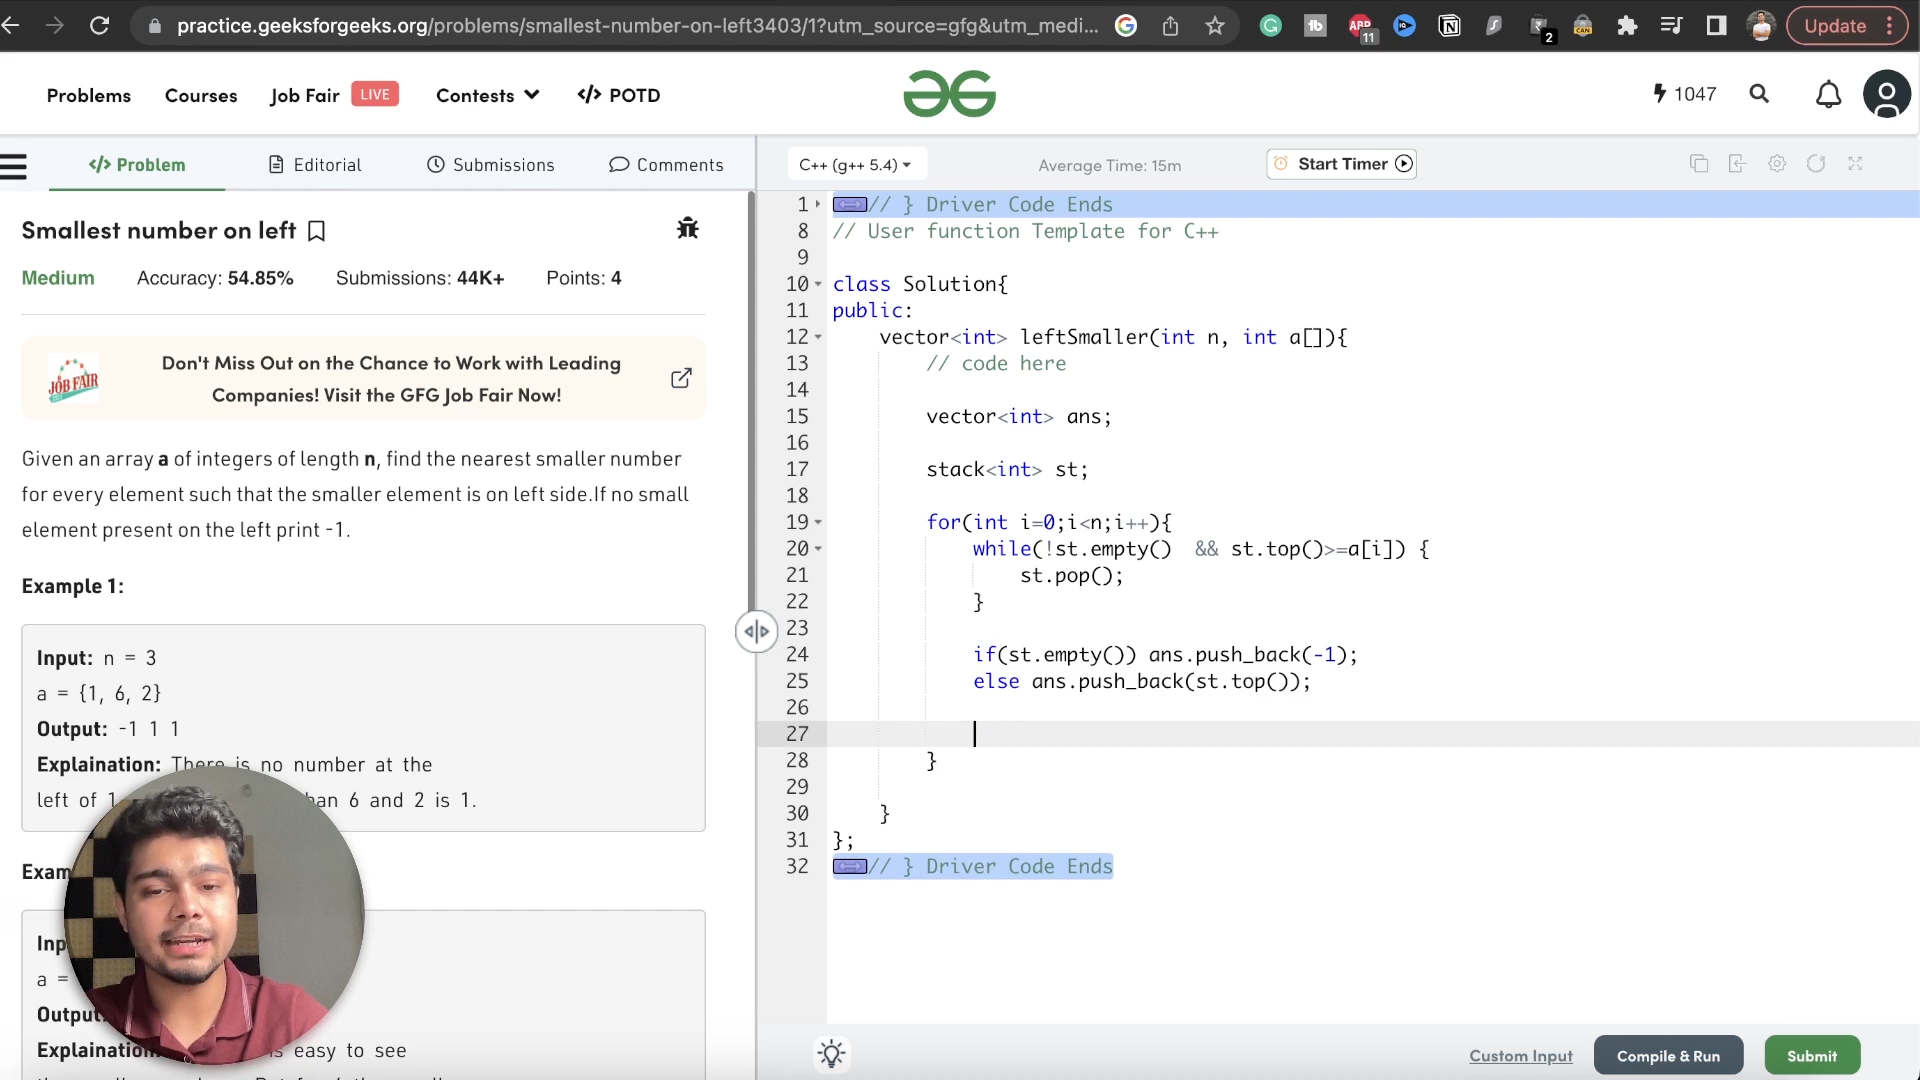 practice.geeksforgeeks.org/problems/smallest-number-on-left3403/1?utm_source=gfg&utm_medi...
ABP
11
CAN
2
Update
Problems
Courses
Job Fair
LIVE
Contests
</> POTD
1047
</> Problem
Editorial
Submissions
Comments
C++ (g++ 5.4)
Average Time: 15m
Start Timer
Smallest number on left
Medium
Accuracy: 54.85%
Submissions: 44K+
Points: 4
JOB FAIR
Don't Miss Out on the Chance to Work with Leading
Companies! Visit the GFG Job Fair Now!
Given an array a of integers of length n, find the nearest smaller number
for every element such that the smaller element is on left side.If no small
element present on the left print -1.
Example 1:
Input: n = 3
a = {1, 6, 2}
Output: -1 1 1
Explaination: There is no number at the
left of 1 han 6 and 2 is 1.
Exam
Inp
a =
Output:
Explaination: is easy to see
1 // } Driver Code Ends
8 // User function Template for C++
9
10 class Solution{
11 public:
12 vector<int> leftSmaller(int n, int a[]){
13 // code here
14
15 vector<int> ans;
16
17 stack<int> st;
18
19 for(int i=0;i<n;i++){
20 while(!st.empty()  && st.top()>=a[i]) {
21 st.pop();
22 }
23
24 if(st.empty()) ans.push_back(-1);
25 else ans.push_back(st.top());
26
27
28 }
29
30 }
31 };
32 // } Driver Code Ends
Custom Input
Compile & Run
Submit